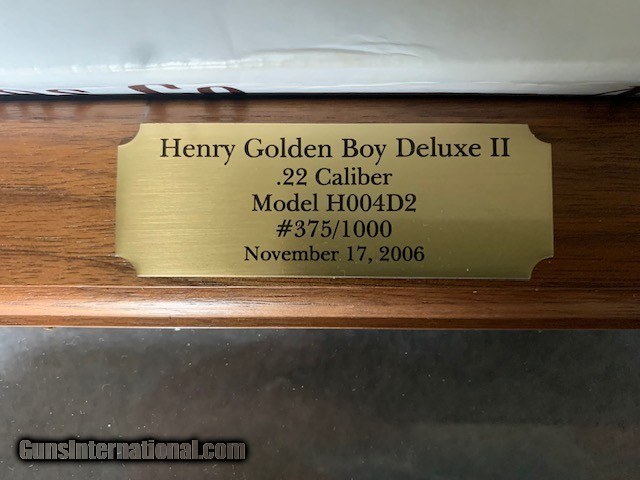 Henry Golden Boy Deluxe II
.22 Caliber
Model H004D2
#375/1000
November 17, 2006
GunsInternational.com